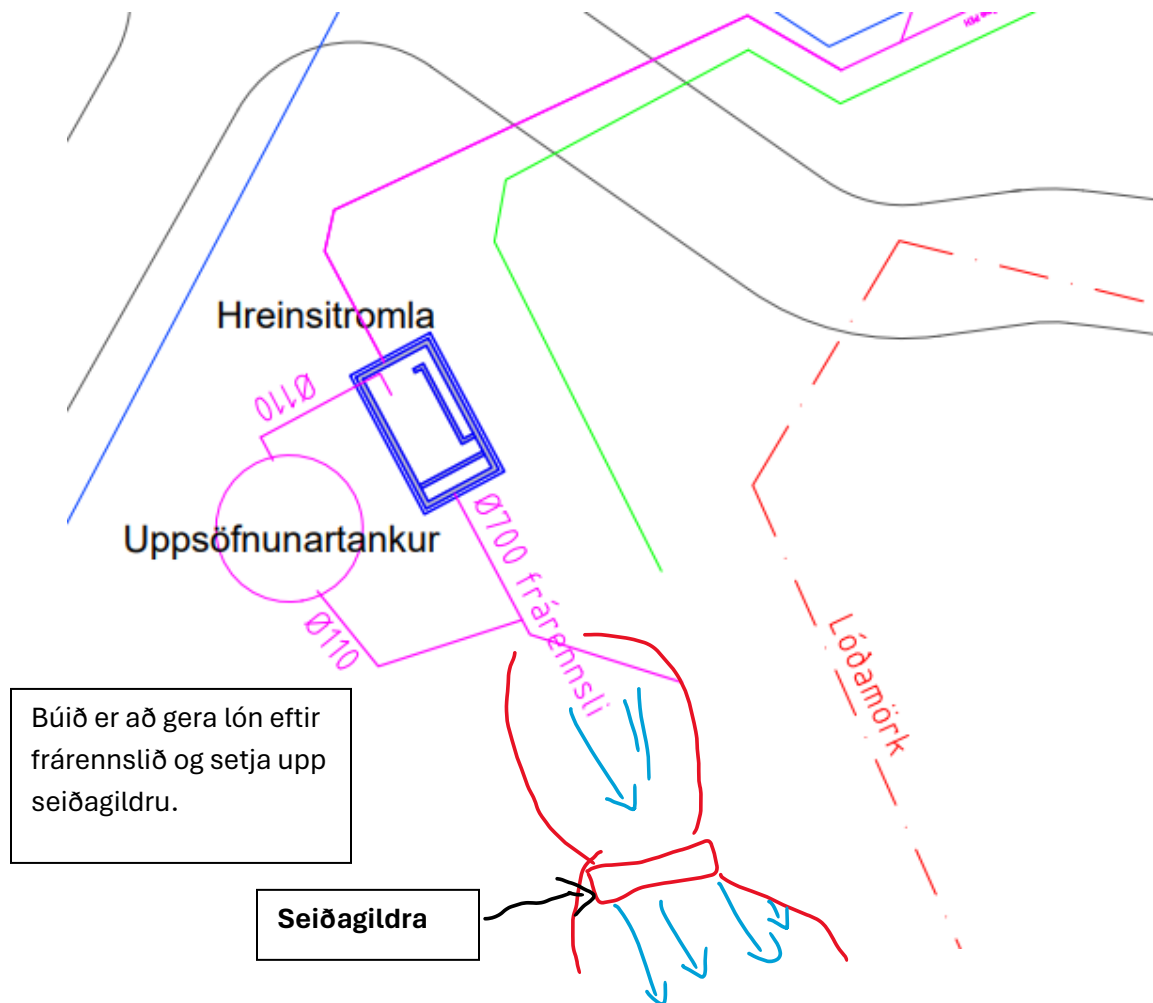 Hreinsitromla
Ø110
Uppsöfnunartankur
Ø700 frárennsli
Ø110
Lóðamörk
Búið er að gera lón eftir
frárennslið og setja upp
seiðagildru.
Seiðagildra